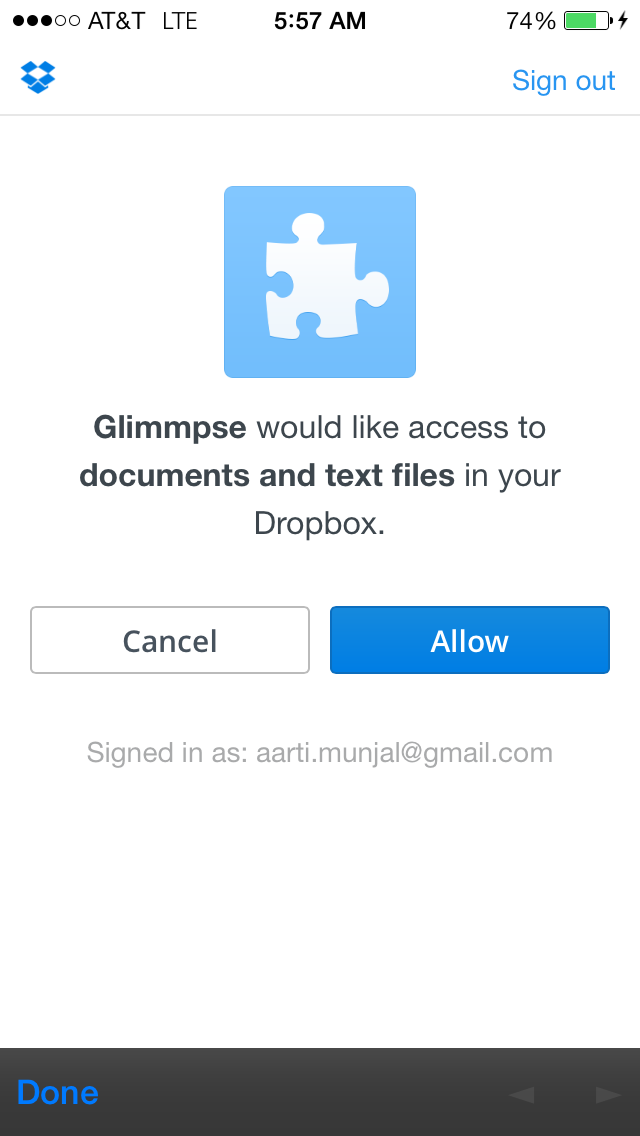 AT&T LTE 5:57 AM 74%
Sign out
Glimmpse would like access to
documents and text files in your
Dropbox.
Cancel Allow
Signed in as: aarti.munjal@gmail.com
Done